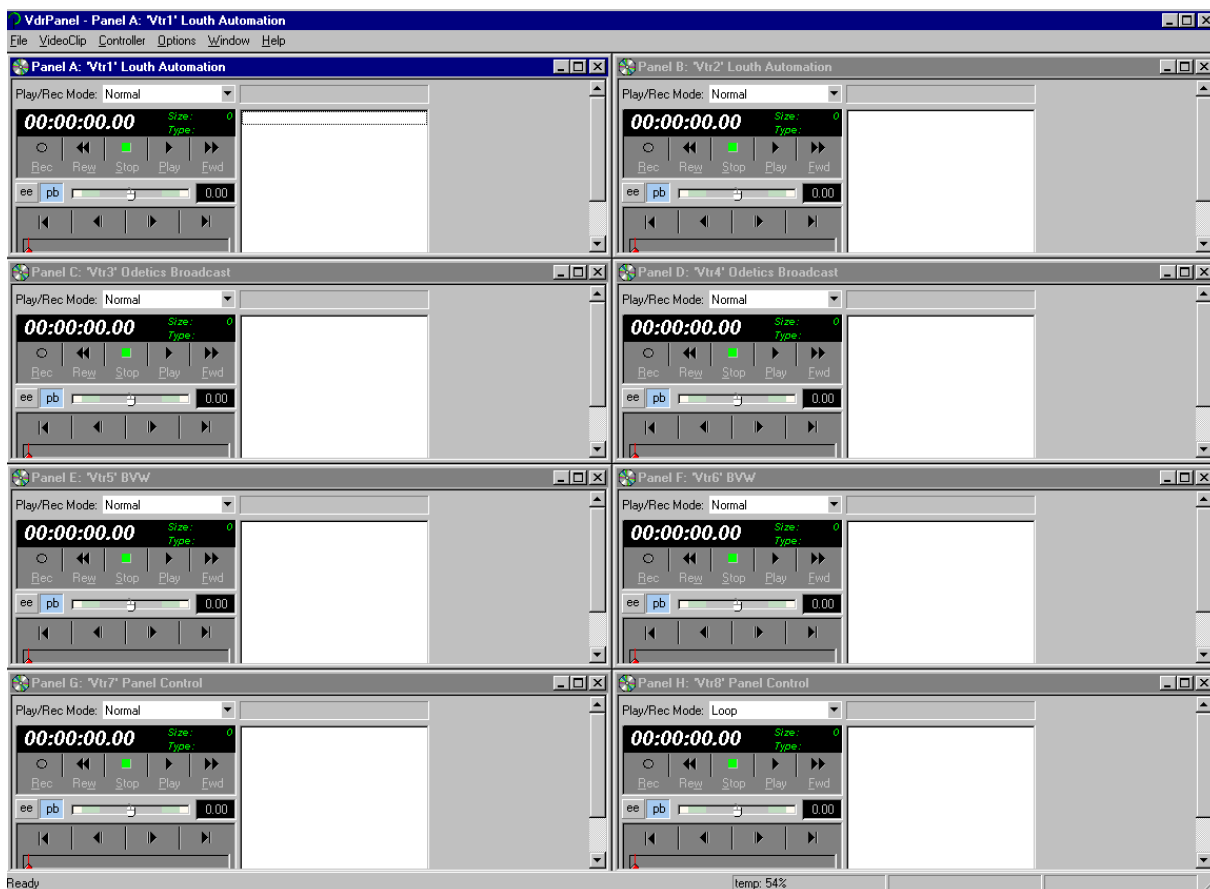 VdrPanel - Panel A: 'Vtr1' Louth Automation
File VideoClip Controller Options Window Help
Panel A: 'Vtr1' Louth Automation
Play/Rec Mode: Normal
00:00:00.00 Size: 0
Type:
Rec Rew Stop Play Fwd
ee pb 0.00
Panel B: 'Vtr2' Louth Automation
Play/Rec Mode: Normal
00:00:00.00 Size: 0
Type:
Rec Rew Stop Play Fwd
ee pb 0.00
Panel C: 'Vtr3' Odetics Broadcast
Play/Rec Mode: Normal
00:00:00.00 Size: 0
Type:
Rec Rew Stop Play Fwd
ee pb 0.00
Panel D: 'Vtr4' Odetics Broadcast
Play/Rec Mode: Normal
00:00:00.00 Size: 0
Type:
Rec Rew Stop Play Fwd
ee pb 0.00
Panel E: 'Vtr5' BVW
Play/Rec Mode: Normal
00:00:00.00 Size: 0
Type:
Rec Rew Stop Play Fwd
ee pb 0.00
Panel F: 'Vtr6' BVW
Play/Rec Mode: Normal
00:00:00.00 Size: 0
Type:
Rec Rew Stop Play Fwd
ee pb 0.00
Panel G: 'Vtr7' Panel Control
Play/Rec Mode: Normal
00:00:00.00 Size: 0
Type:
Rec Rew Stop Play Fwd
ee pb 0.00
Panel H: 'Vtr8' Panel Control
Play/Rec Mode: Loop
00:00:00.00 Size: 0
Type:
Rec Rew Stop Play Fwd
ee pb 0.00
Ready temp: 54%